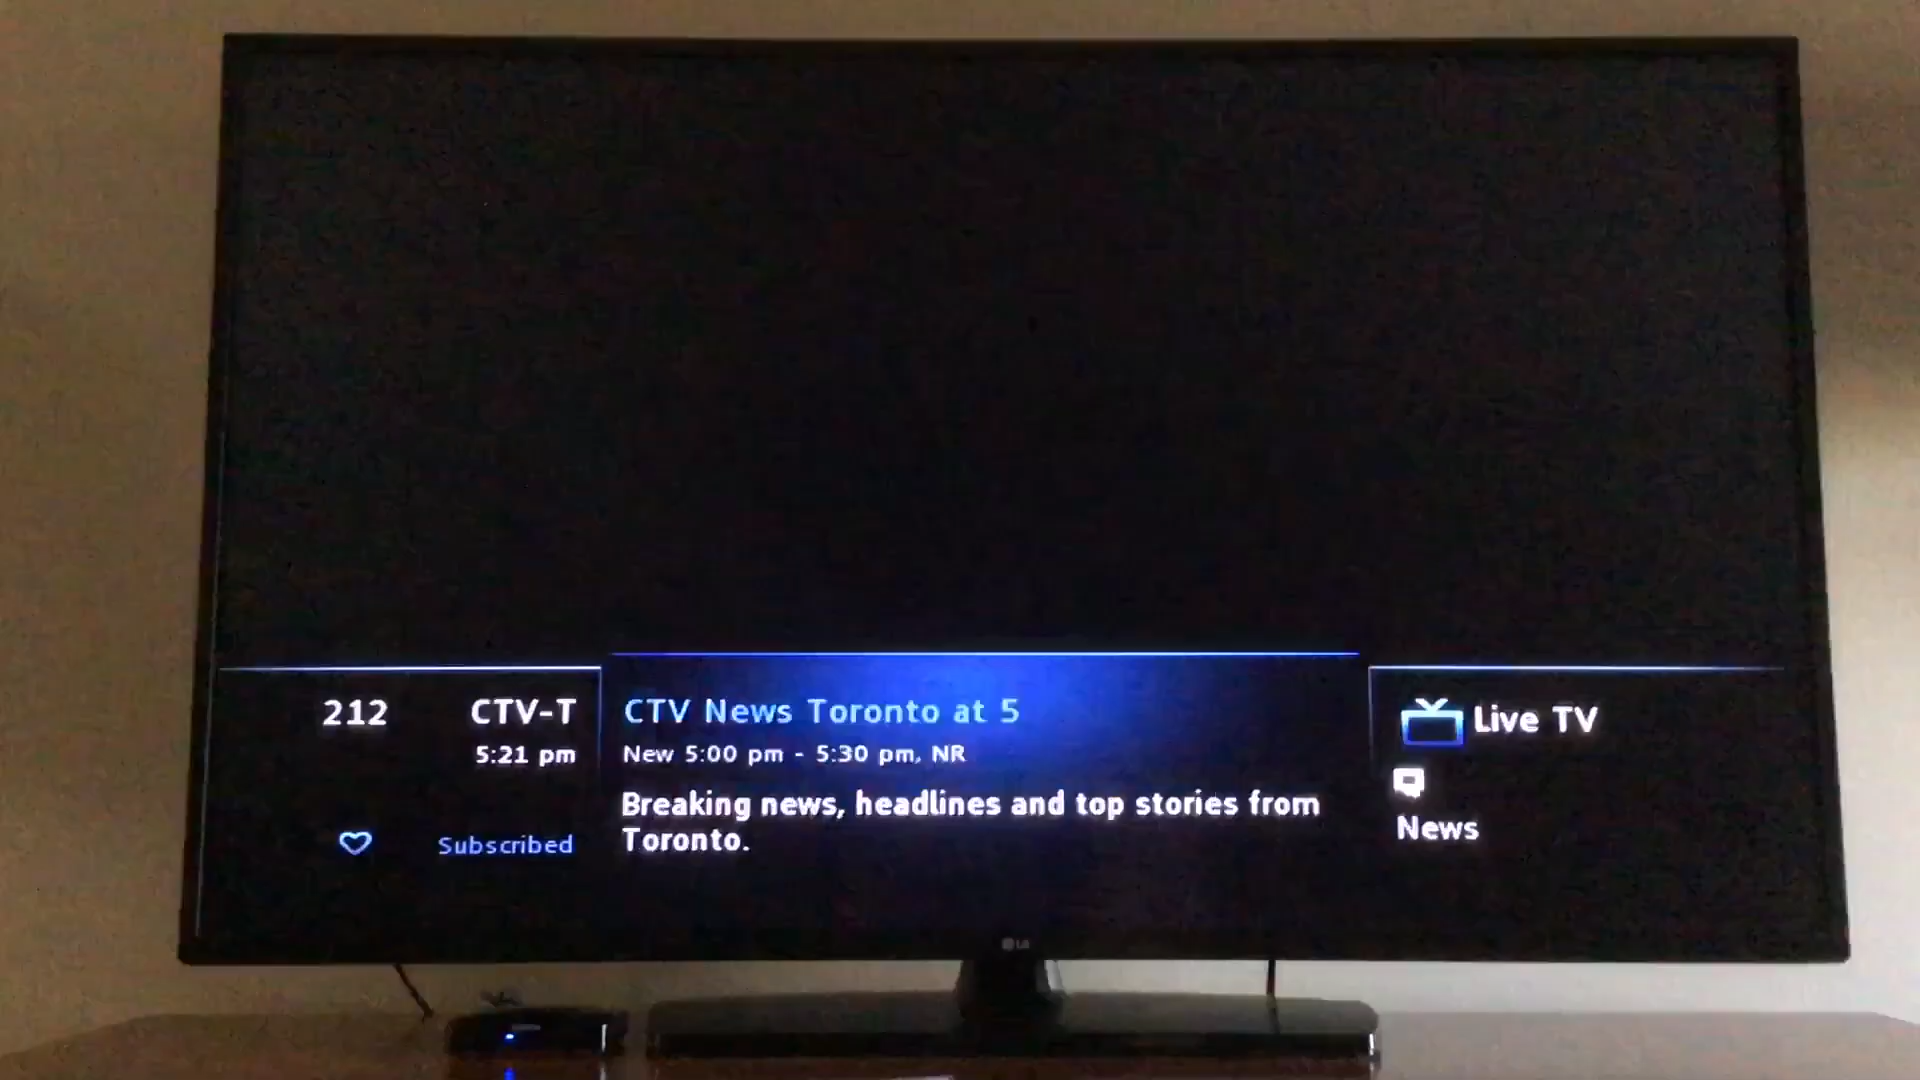 212 CTV-T
5:21 pm
Subscribed
CTV News Toronto at 5
New 5:00 pm - 5:30 pm, NR
Breaking news, headlines and top stories from
Toronto.
Live TV
News
LG